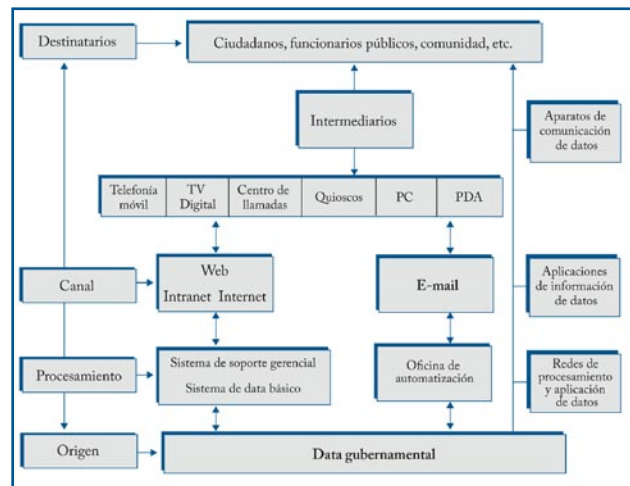 Destinatarios
Ciudadanos, funcionarios públicos, comunidad, etc.
Intermediarios
Aparatos de
comunicación
de datos
Telefonía
móvil
TV
Digital
Centro de
llamadas
Quioscos
PC
PDA
Canal
Web
Intranet Internet
E-mail
Aplicaciones
de información
de datos
Procesamiento
Sistema de soporte gerencial
Sistema de data básico
Oficina de
automatización
Redes de
procesamiento
y aplicación
de datos
Origen
Data gubernamental